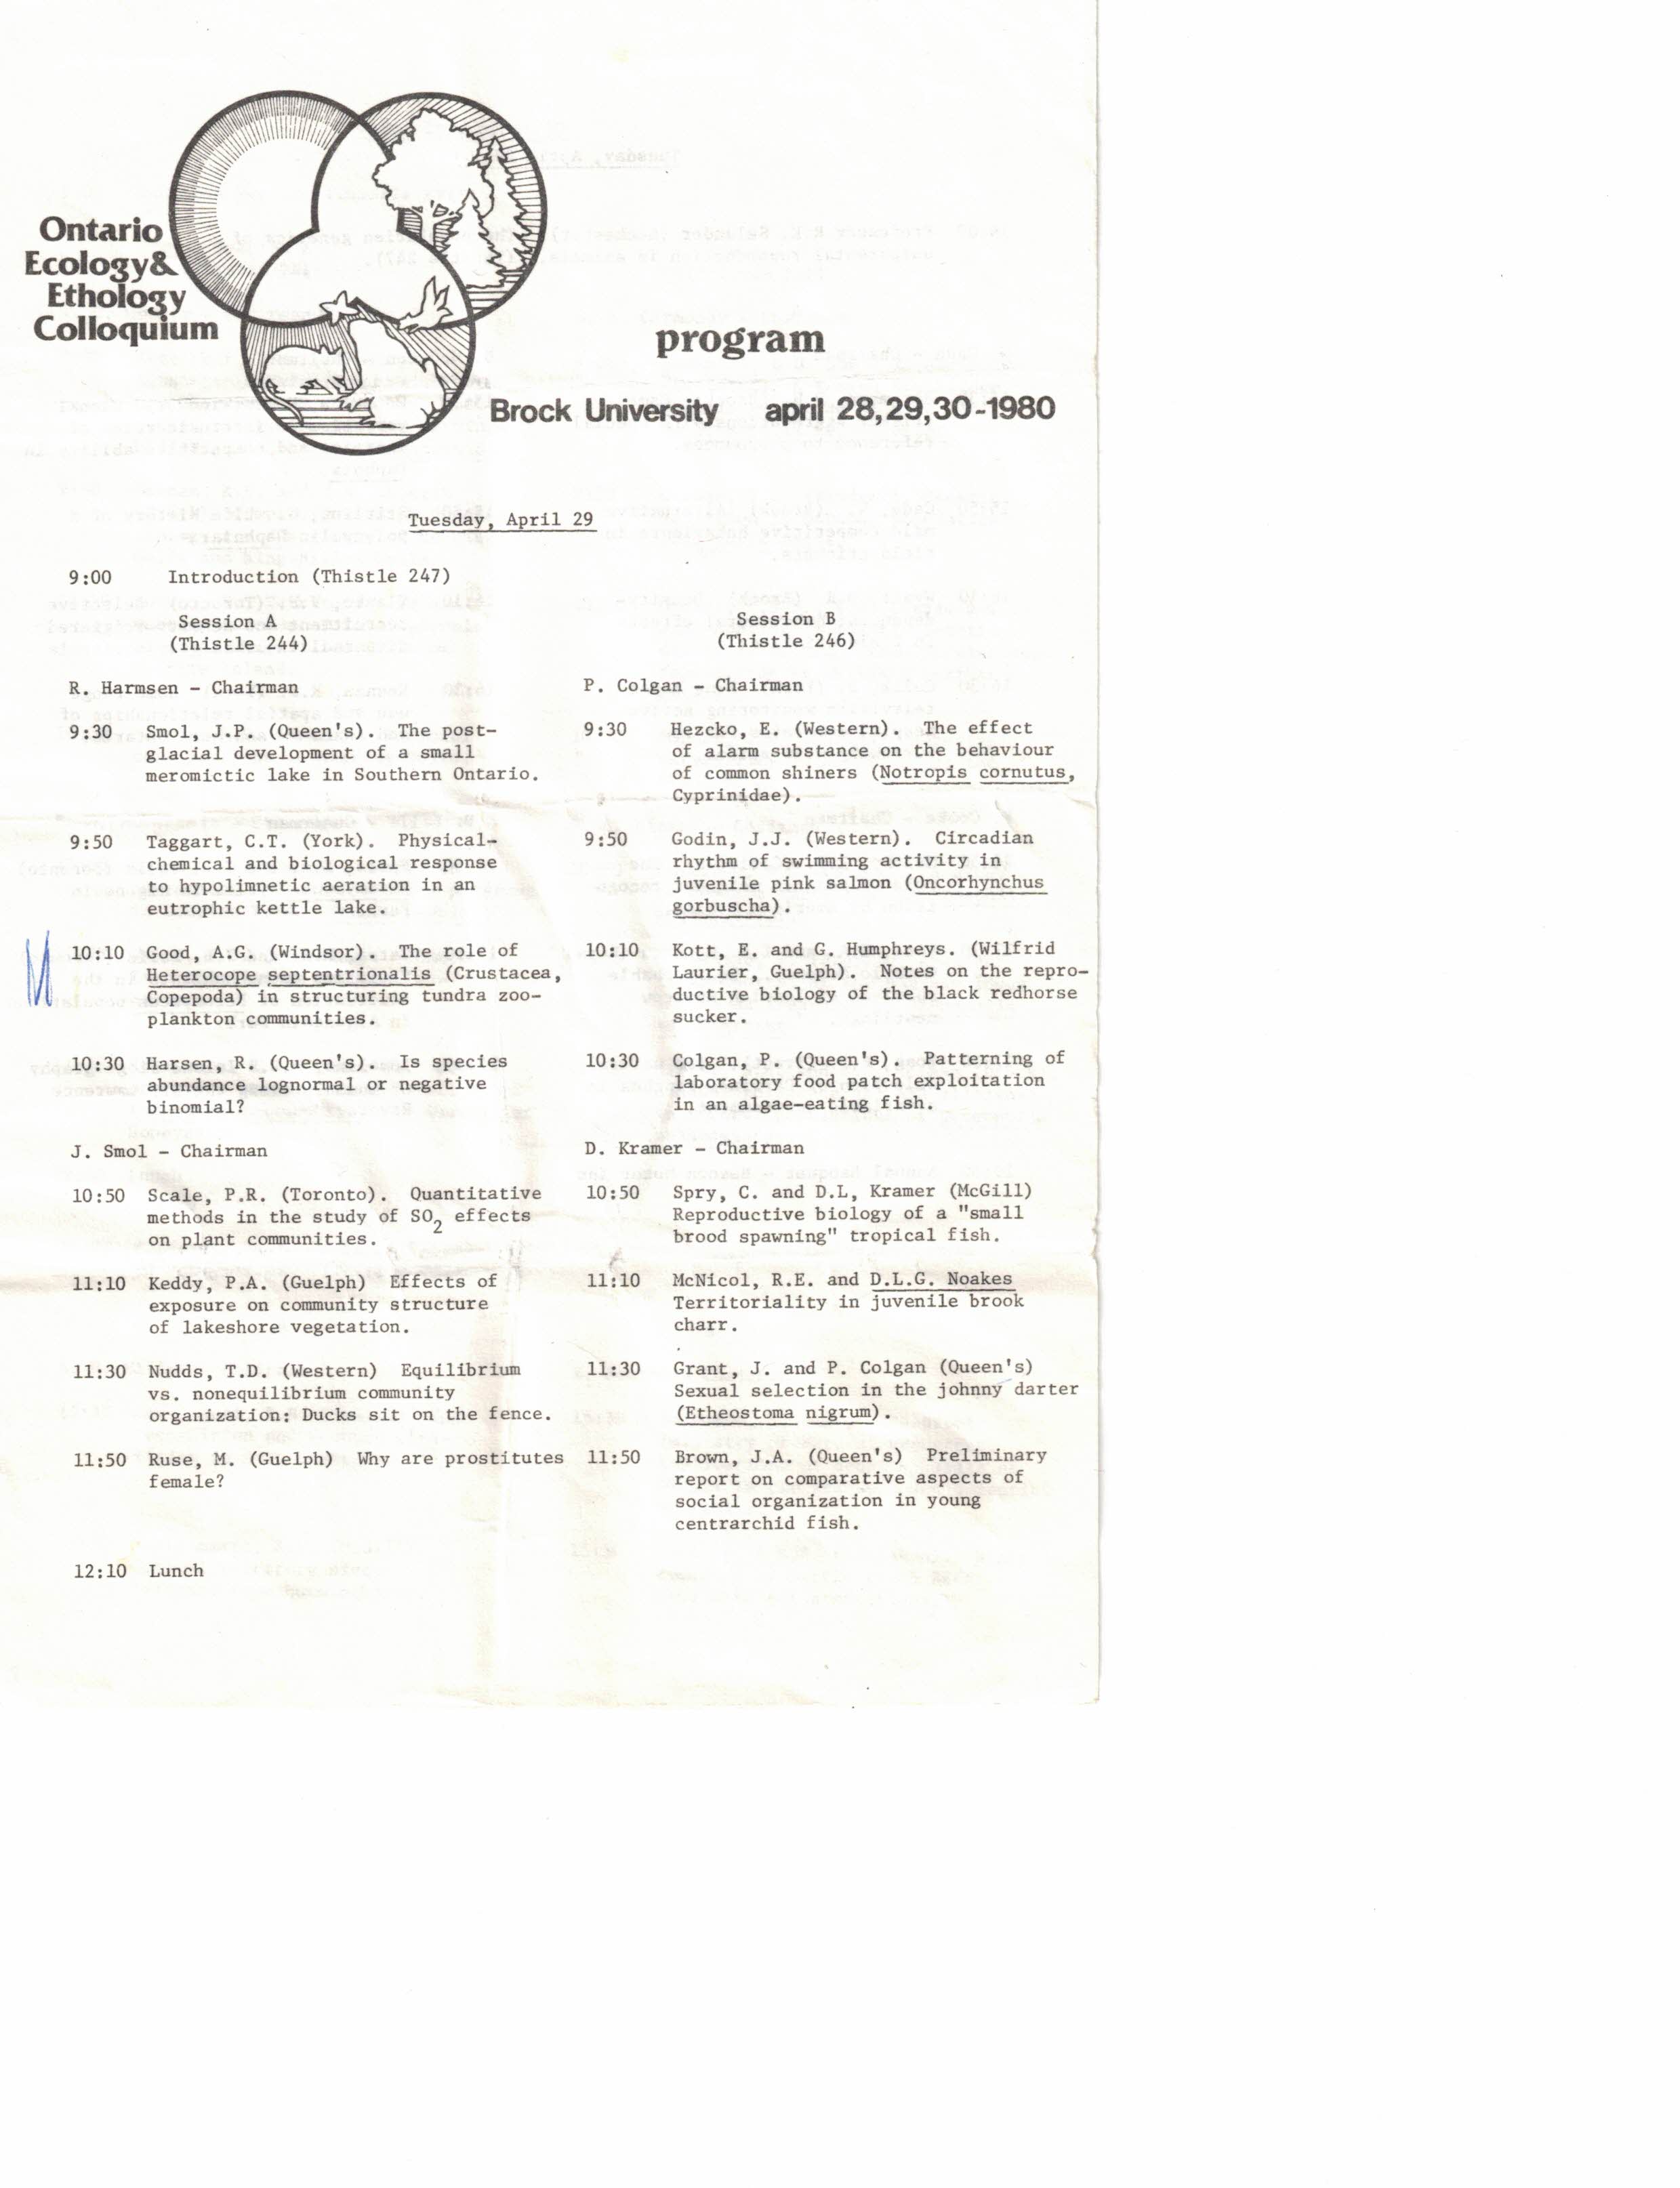 Ontario
Ecology&
Ethology
Colloquium
program
Brock University april 28,29,30-1980
Tuesday, April 29
9:00 Introduction (Thistle 247)
Session A
(Thistle 244)
R. Harmsen - Chairman
9:30 Smol, J.P. (Queen's). The post-
glacial development of a small
meromictic lake in Southern Ontario.
9:50 Taggart, C.T. (York). Physical-
chemical and biological response
to hypolimnetic aeration in an
eutrophic kettle lake.
10:10 Good, A.G. (Windsor). The role of
Heterocope septentrionalis (Crustacea,
Copepoda) in structuring tundra zoo-
plankton communities.
10:30 Harsen, R. (Queen's). Is species
abundance lognormal or negative
binomial?
J. Smol - Chairman
10:50 Scale, P.R. (Toronto). Quantitative
methods in the study of SO2 effects
on plant communities.
11:10 Keddy, P.A. (Guelph) Effects of
exposure on community structure
of lakeshore vegetation.
11:30 Nudds, T.D. (Western) Equilibrium
vs. nonequilibrium community
organization: Ducks sit on the fence.
11:50 Ruse, M. (Guelph) Why are prostitutes
female?
12:10 Lunch
Session B
(Thistle 246)
P. Colgan - Chairman
9:30 Hezcko, E. (Western). The effect
of alarm substance on the behaviour
of common shiners (Notropis cornutus,
Cyprinidae).
9:50 Godin, J.J. (Western). Circadian
rhythm of swimming activity in
juvenile pink salmon (Oncorhynchus
gorbuscha).
10:10 Kott, E. and G. Humphreys. (Wilfrid
Laurier, Guelph). Notes on the repro-
ductive biology of the black redhorse
sucker.
10:30 Colgan, P. (Queen's). Patterning of
laboratory food patch exploitation
in an algae-eating fish.
D. Kramer - Chairman
10:50 Spry, C. and D.L, Kramer (McGill)
Reproductive biology of a "small
brood spawning" tropical fish.
11:10 McNicol, R.E. and D.L.G. Noakes
Territoriality in juvenile brook
charr.
11:30 Grant, J. and P. Colgan (Queen's)
Sexual selection in the johnny darter
(Etheostoma nigrum).
11:50 Brown, J.A. (Queen's) Preliminary
report on comparative aspects of
social organization in young
centrarchid fish.